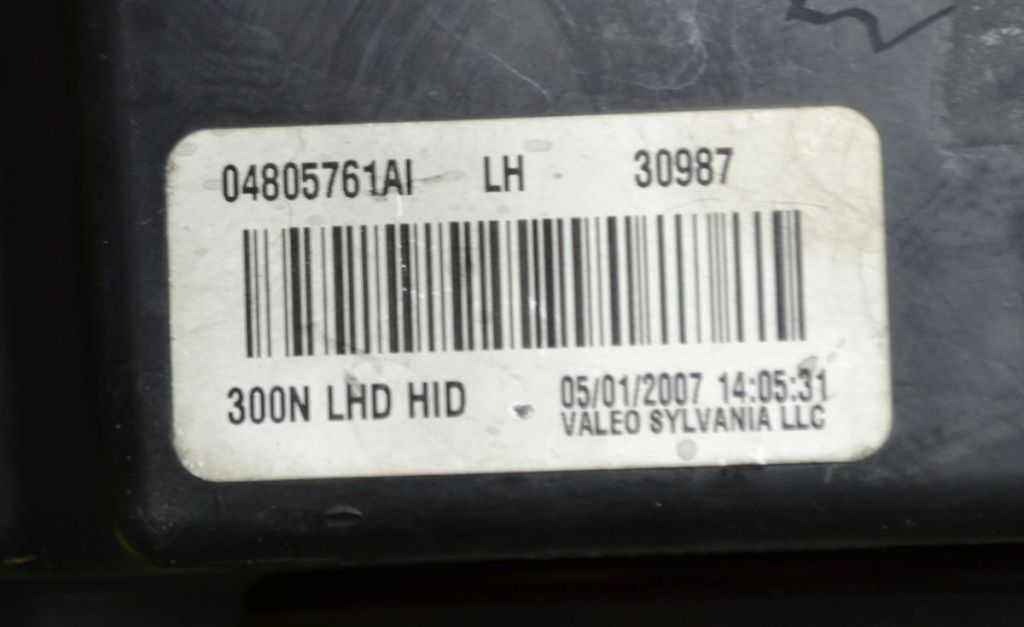 04805761AI LH 30987
300N LHD HID
05/01/2007 14:05:31
VALEO SYLVANIA LLC